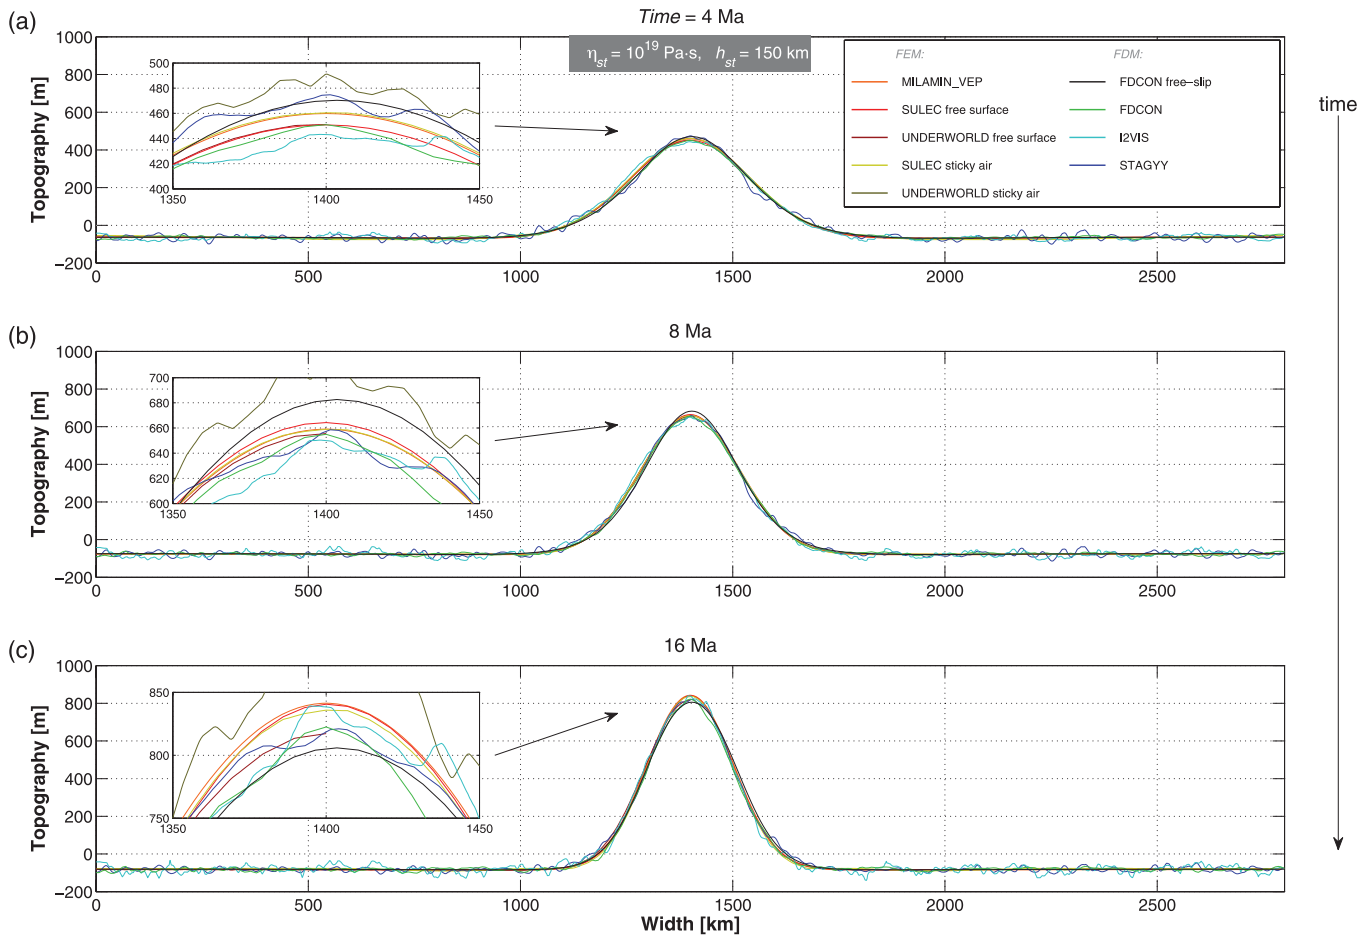 (a)
Time = 4 Ma
η_st = 10^19 Pa·s, h_st = 150 km
Topography [m]
1000
800
600
400
200
0
−200
0
500
1000
1500
2000
2500
500
480
460
440
420
400
1350
1400
1450
FEM:
MILAMIN_VEP
SULEC free surface
UNDERWORLD free surface
SULEC sticky air
UNDERWORLD sticky air
FDM:
FDCON free−slip
FDCON
I2VIS
STAGYY
time
(b)
8 Ma
Topography [m]
1000
800
600
400
200
0
−200
0
500
1000
1500
2000
2500
700
680
660
640
620
600
1350
1400
1450
(c)
16 Ma
Topography [m]
1000
800
600
400
200
0
−200
0
500
1000
1500
2000
2500
850
800
750
1350
1400
1450
Width [km]